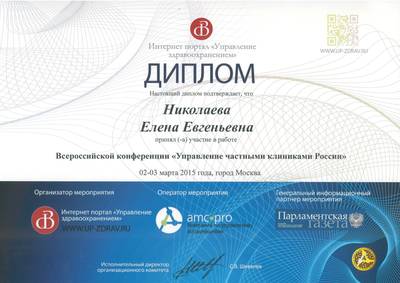 В
Интернет портал «Управление
здравоохранением»
WWW.UP-ZDRAV.RU
ДИПЛОМ
Настоящий диплом подтверждает, что
Николаева
Елена Евгеньевна
принял (-а) участие в работе
Всероссийской конференции «Управление частными клиниками России»
02-03 марта 2015 года, город Москва
Организатор мероприятия
Оператор мероприятия
Генеральный информационный
партнер мероприятия
В
Интернет портал «Управление
здравоохранением»
WWW.UP-ZDRAV.RU
amc•pro
Парламентская
газета
Исполнительный директор
организационного комитета